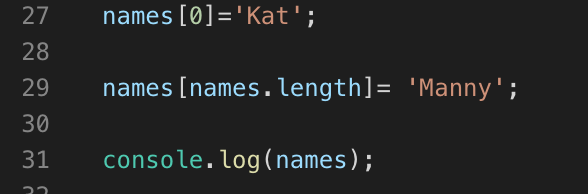 27 names[0]='Kat';
28
29 names[names.length]= 'Manny';
30
31 console.log(names);